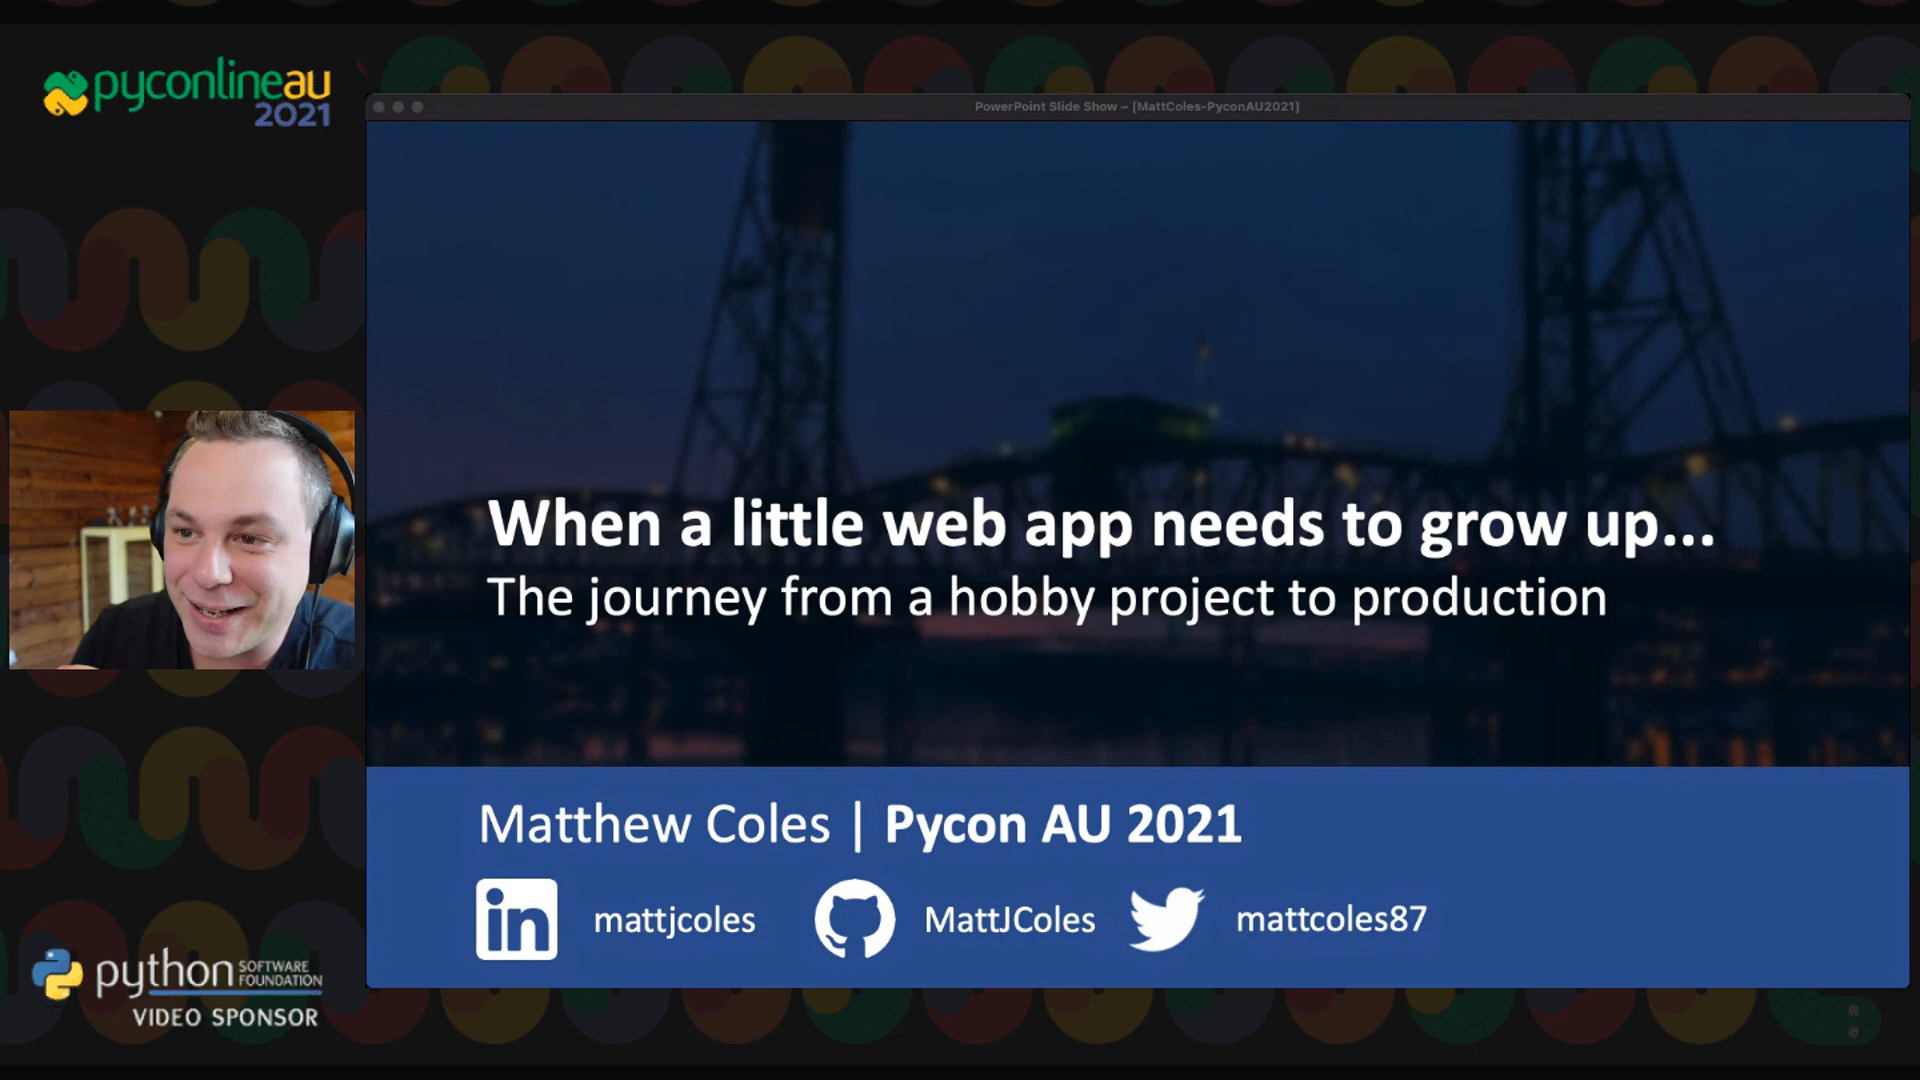 pyconlineau
2021
PowerPoint Slide Show – [MattColes-PyconAU2021]
When a little web app needs to grow up...
The journey from a hobby project to production
Matthew Coles | Pycon AU 2021
in mattjcoles MattJColes mattcoles87
python SOFTWARE FOUNDATION
VIDEO SPONSOR